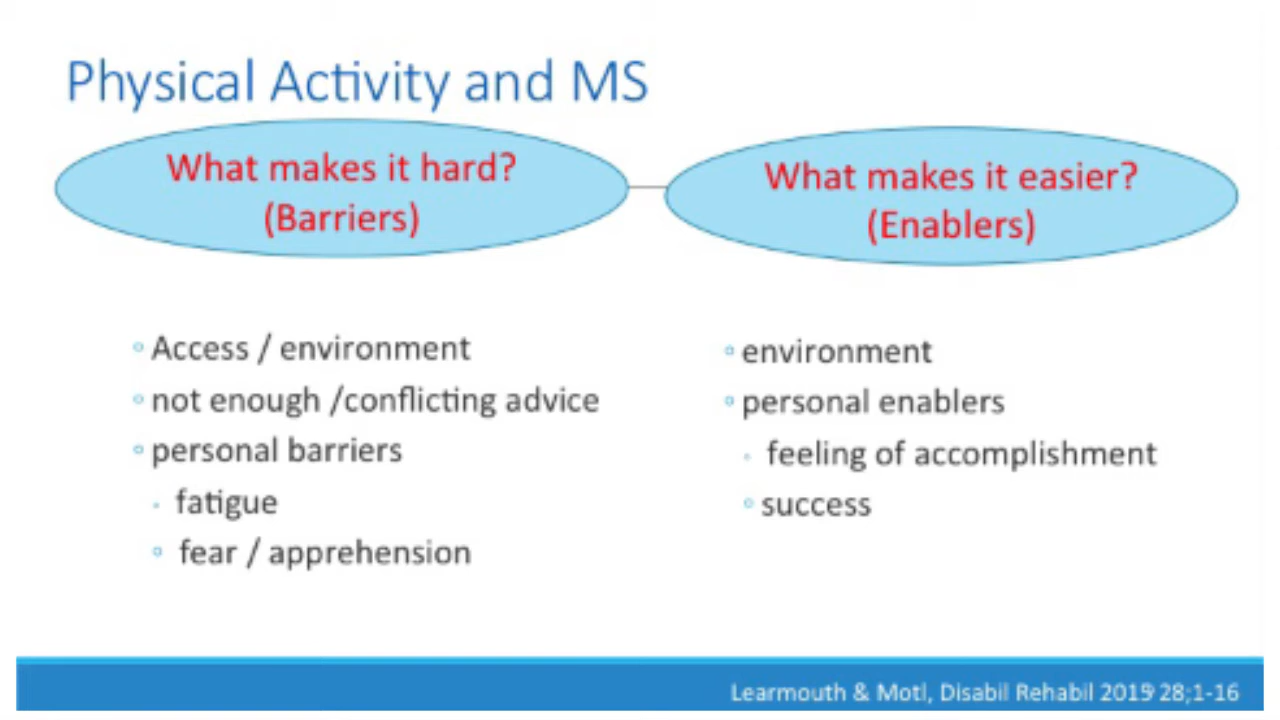 Physical Activity and MS
What makes it hard?
(Barriers)
What makes it easier?
(Enablers)
Access / environment
not enough /conflicting advice
personal barriers
fatigue
fear / apprehension
environment
personal enablers
feeling of accomplishment
success
Learmouth & Motl, Disabil Rehabil 2015 28;1-16